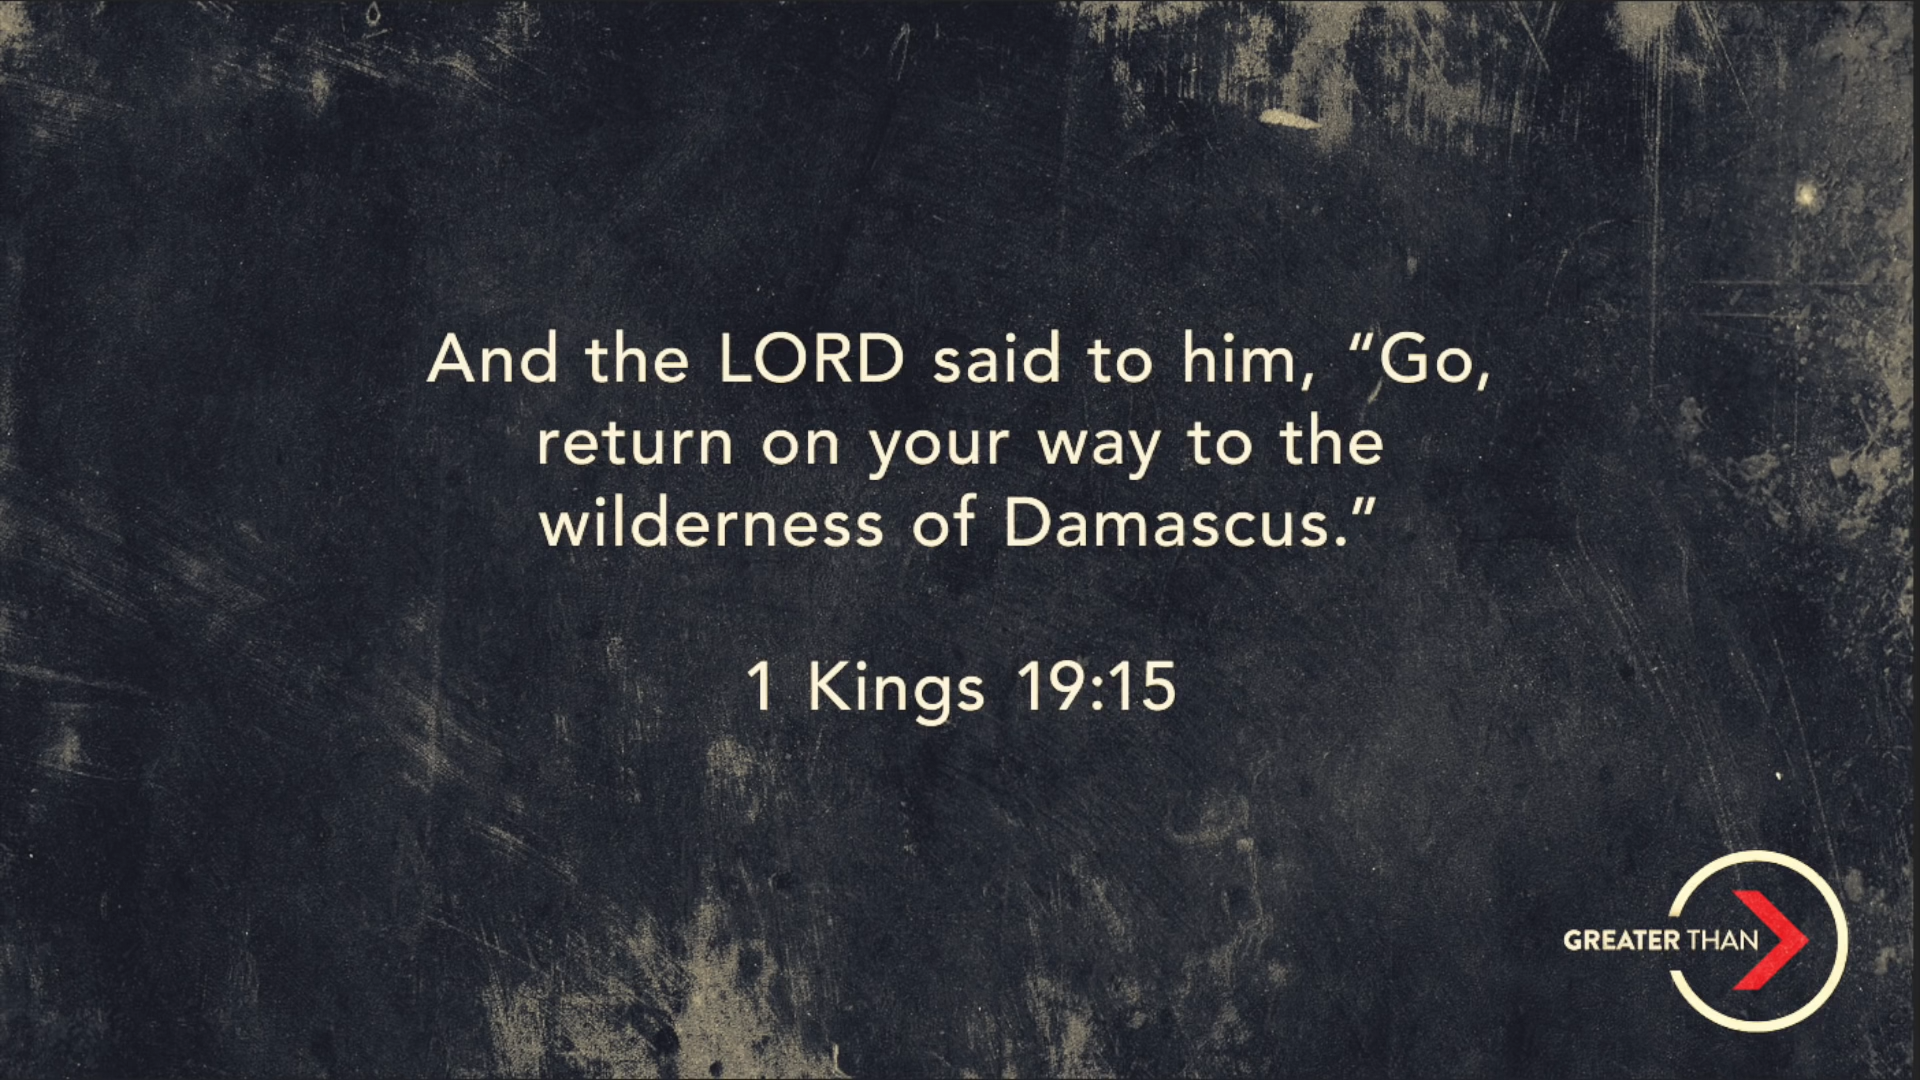 And the LORD said to him, “Go,
return on your way to the
wilderness of Damascus.”
1 Kings 19:15
GREATER THAN